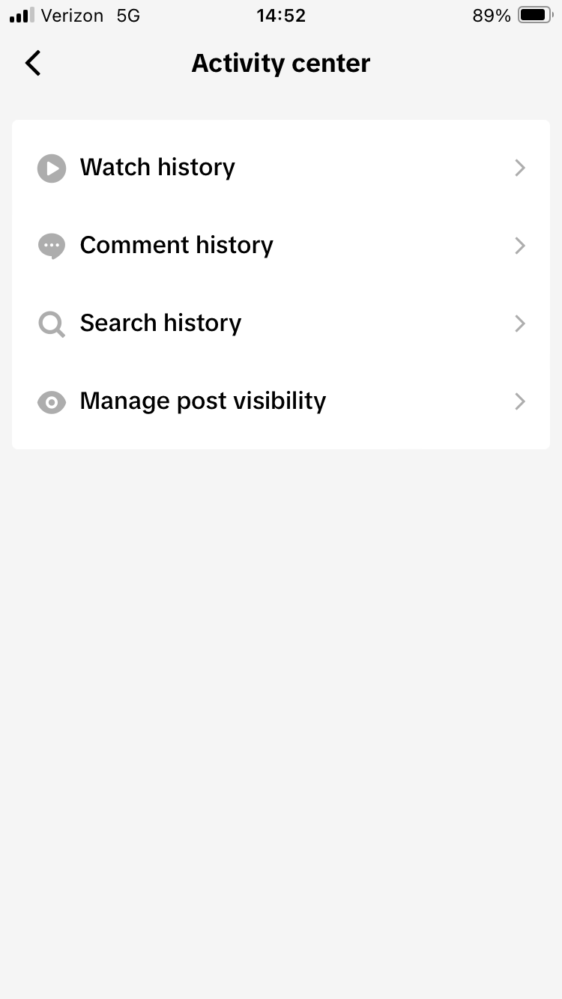 Verizon 5G 14:52 89%
Activity center
Watch history
Comment history
Search history
Manage post visibility